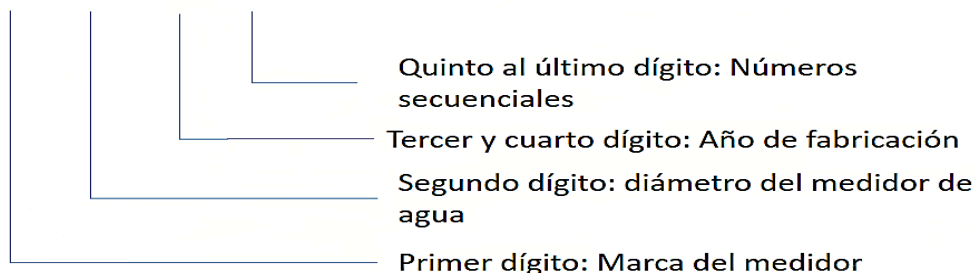 Quinto al último dígito: Números
secuenciales
Tercer y cuarto dígito: Año de fabricación
Segundo dígito: diámetro del medidor de
agua
Primer dígito: Marca del medidor